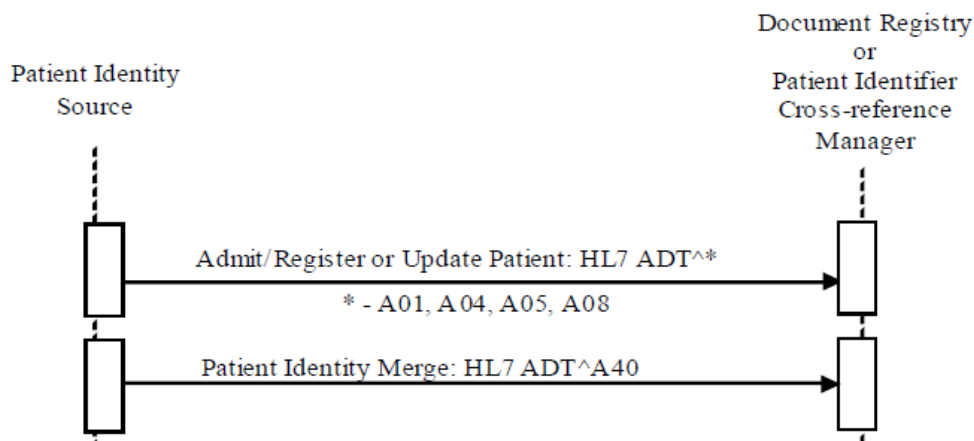 Patient Identity
Source
Document Registry
or
Patient Identifier
Cross-reference
Manager
Admit/Register or Update Patient: HL7 ADT^*
* - A01, A04, A05, A08
Patient Identity Merge: HL7 ADT^A40